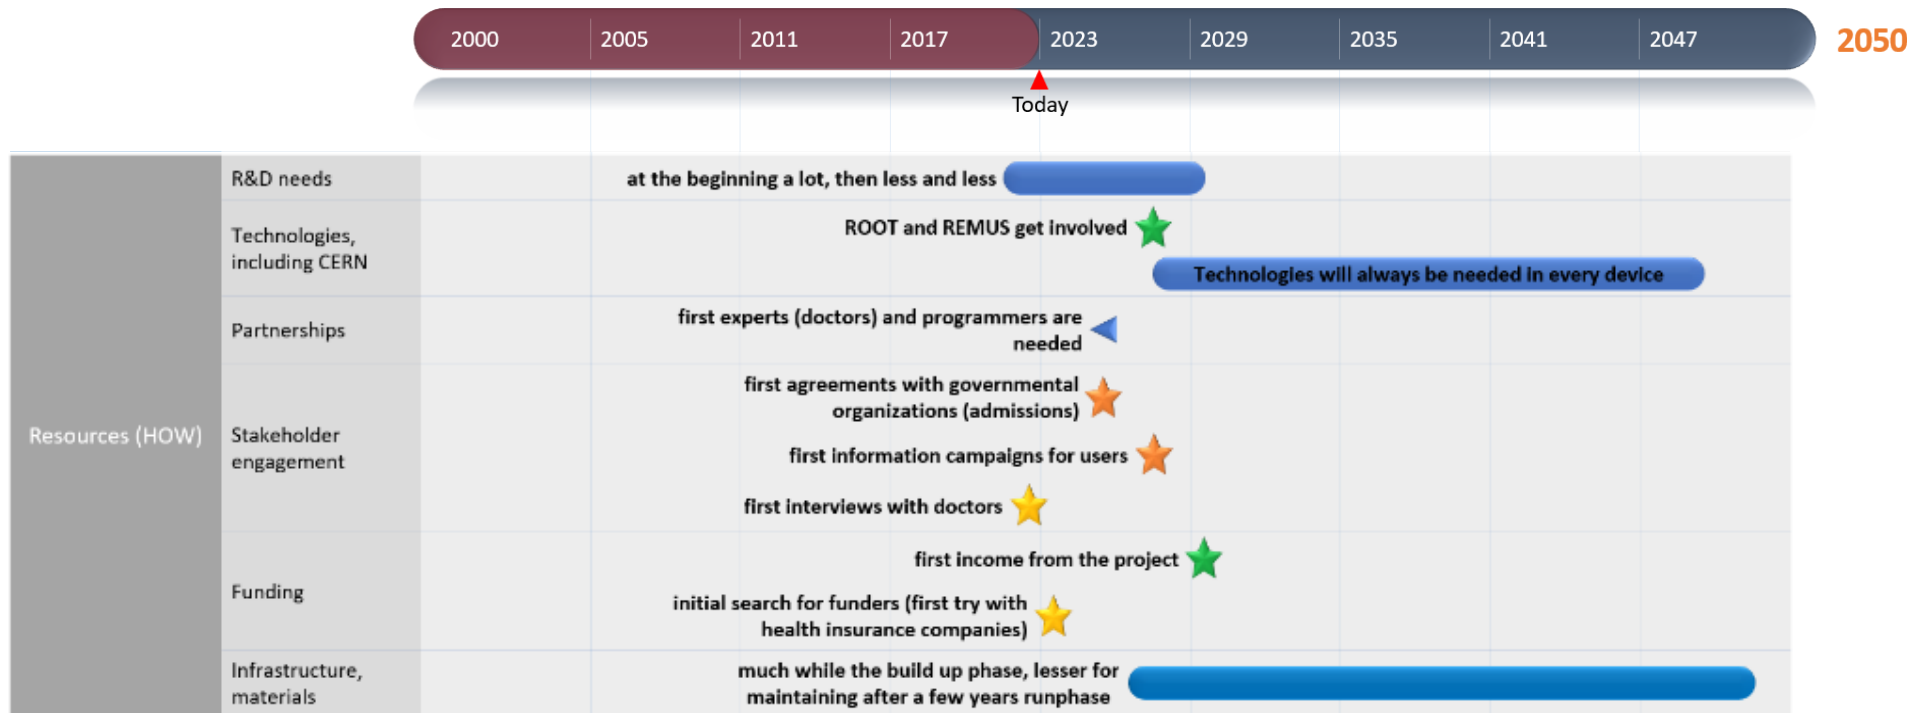 2000 2005 2011 2017 2023 2029 2035 2041 2047 2050
Today
R&D needs
at the beginning a lot, then less and less
Technologies,
including CERN
ROOT and REMUS get involved
Technologies will always be needed in every device
Partnerships
first experts (doctors) and programmers are
needed
Resources (HOW)
Stakeholder
engagement
first agreements with governmental
organizations (admissions)
first information campaigns for users
first interviews with doctors
Funding
first income from the project
initial search for funders (first try with
health insurance companies)
Infrastructure,
materials
much while the build up phase, lesser for
maintaining after a few years runphase